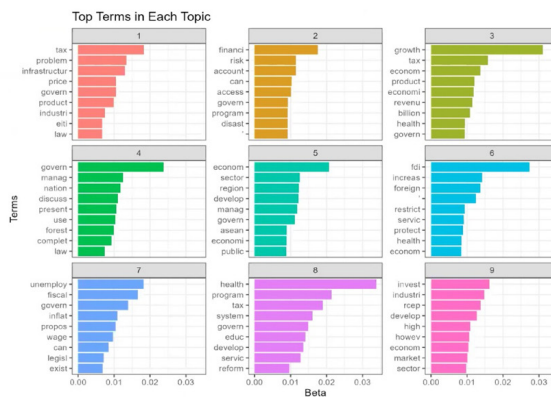 Top Terms in Each Topic
1
tax
problem
infrastructur
price
govern
product
industri
eiti
law
2
financi
risk
account
can
access
govern
program
disast
'
3
growth
tax
econom
product
economi
revenu
billion
health
govern
4
govern
manag
nation
discuss
present
use
forest
complet
law
5
econom
sector
region
develop
manag
govern
asean
economi
public
6
fdi
increas
foreign
'
restrict
servic
protect
health
econom
7
unemploy
fiscal
govern
inflat
propos
wage
can
legisl
exist
8
health
program
tax
system
govern
educ
develop
servic
reform
9
invest
industri
rcep
develop
high
howev
econom
market
sector
Terms
0.00 0.01 0.02 0.03
0.00 0.01 0.02 0.03
0.00 0.01 0.02 0.03
Beta